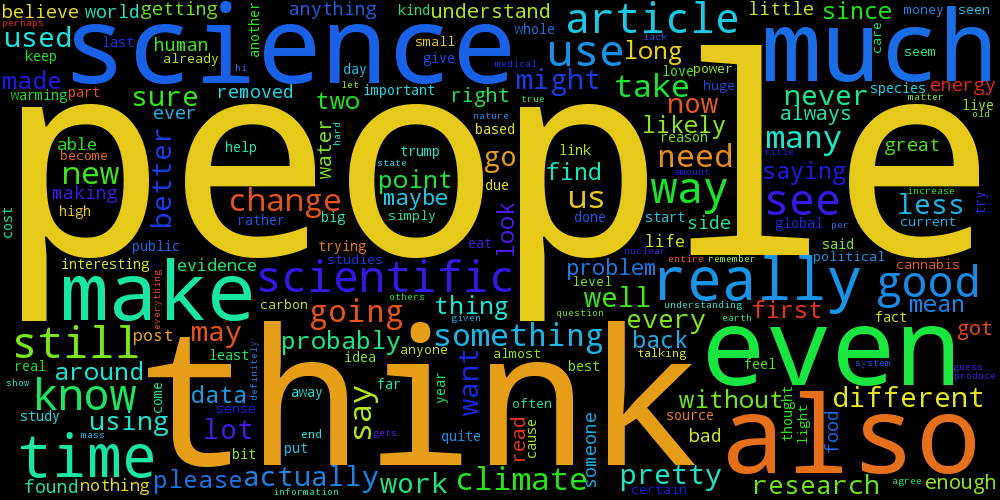 believe
world
getting
perhaps
used
last
keep
human
already
another
science
hi
anything
kind
understand
small
whole
give
medical
article
little
since
money
seen
use
long
care
much
seem
made
warming
part
sure
removed
day
let
important
might
take
love
power
huge
now
never
species
energy
matter
always
live
old
two
right
true
nature
based
able
become
new
making
high
ever
better
help
water
hard
people
trump
state
point
maybe
simply
go
due
link
find
us
done
likely
reason
need
title
amount
way
start
side
many
saying
see
great
less
increase
current
try
global
per
cost
change
rather
big
look
public
trying
studies
eat
nuclear
life
entire
remember
said
political
interesting
evidence
scientific
problem
level
really
good
cannabis
make
everything
carbon
others
going
thing
given
question
well
understanding
first
mean
fact
got
still
post
may
probably
something
every
back
earth
even
real
least
definitely
idea
anyone
almost
best
talking
feel
system
guess
produce
show
around
know
come
think
data
away
far
year
want
often
without
thought
light
different
study
using
sense
lot
say
quite
read
cause
someone
source
bad
food
also
time
mass
bit
put
end
gets
found
nothing
please
actually
information
work
climate
pretty
certain
research
agree
enough